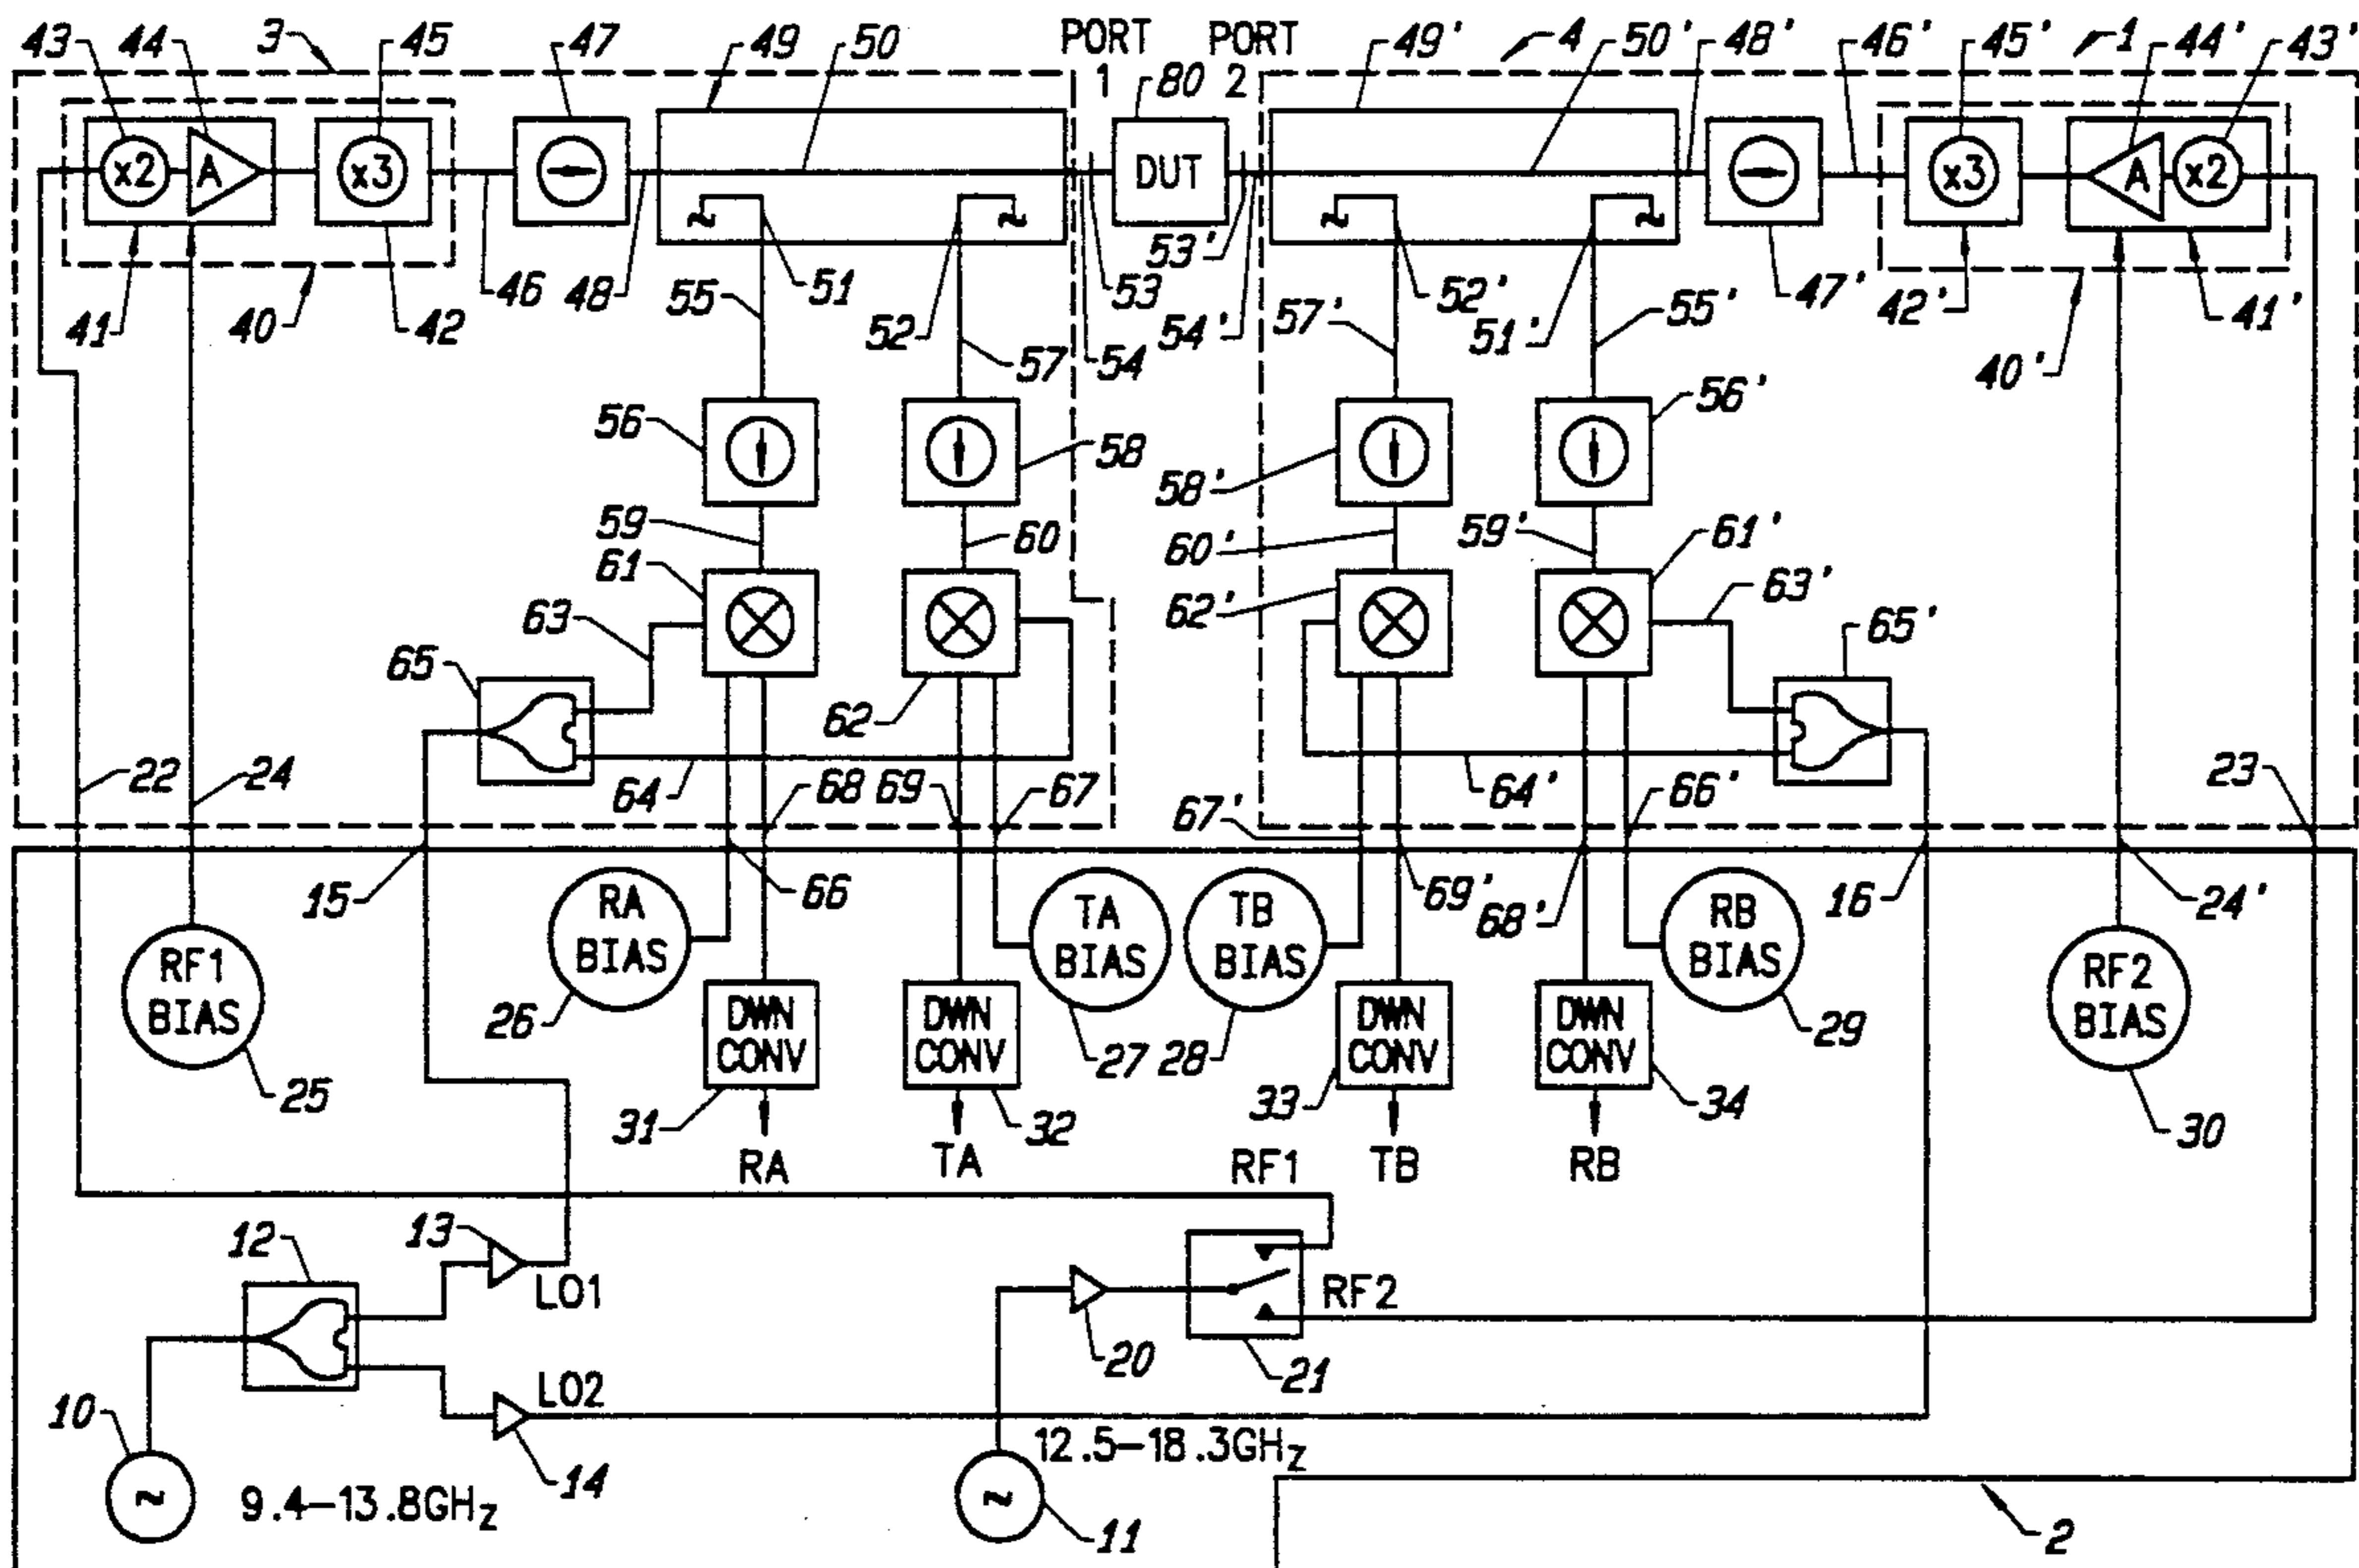 3 PORT PORT 4 1
43 44 45 47 49 50 1 80 2 49' 50' 48' 46' 45' 44' 43'
x2 A x3 DUT x3 A x2
41 40 42 46 48 55 51 52 57 53 54 53' 54' 57' 52' 51' 55' 47' 42' 40' 41'
56 58 58' 56'
59 60 60' 59' 61'
61 62' 63'
63 65'
65 62
22 24 64 68 69 67 67' 64' 66' 23
15 66 69' 68' 16 24'
RF1 BIAS
RA BIAS
TA BIAS
TB BIAS
RB BIAS
RF2 BIAS
25 26 27 28 29 30
DWN CONV
DWN CONV
DWN CONV
DWN CONV
31 32 33 34
RA TA RF1 TB RB
12 13
LO1 RF2
20 21
10 LO2
14
12.5–18.3GHz
9.4–13.8GHz
11 2